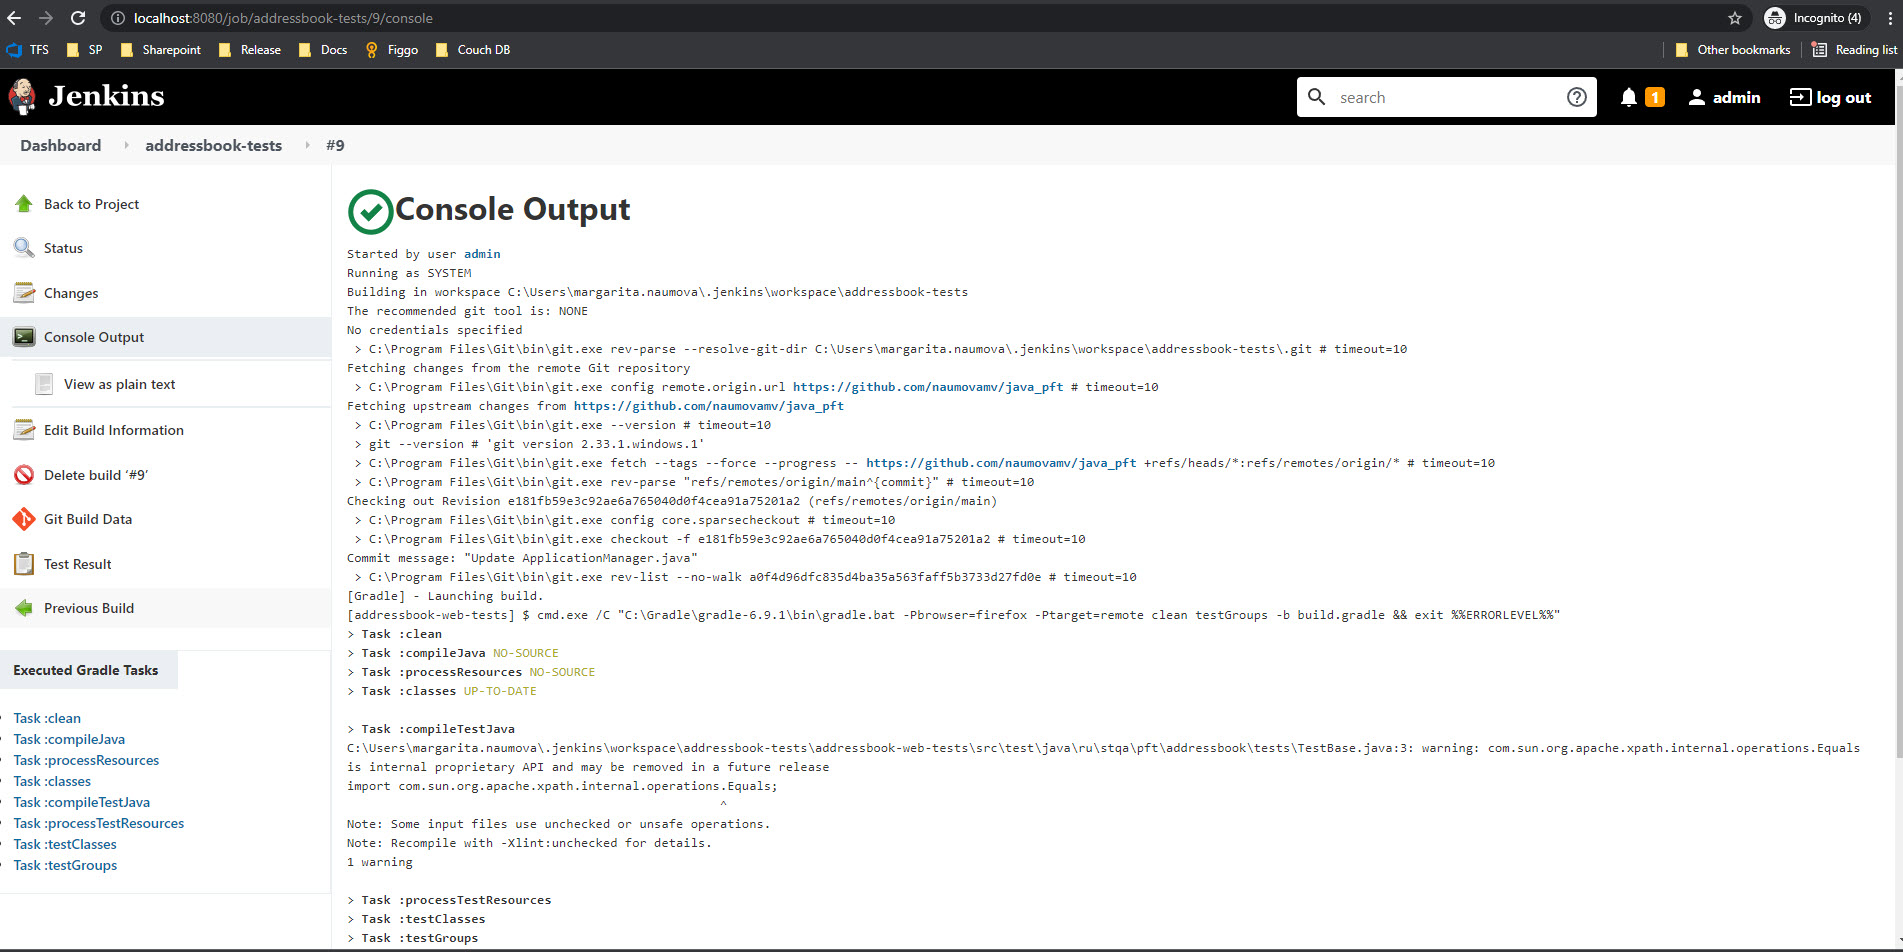 localhost:8080/job/addressbook-tests/9/console
Incognito (4)
TFS SP Sharepoint Release Docs Figgo Couch DB Other bookmarks Reading list
Jenkins
search
1
admin
log out
Dashboard addressbook-tests #9
Back to Project
Status
Changes
Console Output
View as plain text
Edit Build Information
Delete build ‘#9’
Git Build Data
Test Result
Previous Build
Executed Gradle Tasks
Task :clean
Task :compileJava
Task :processResources
Task :classes
Task :compileTestJava
Task :processTestResources
Task :testClasses
Task :testGroups
Console Output
Started by user admin
Running as SYSTEM
Building in workspace C:\Users\margarita.naumova\.jenkins\workspace\addressbook-tests
The recommended git tool is: NONE
No credentials specified
> C:\Program Files\Git\bin\git.exe rev-parse --resolve-git-dir C:\Users\margarita.naumova\.jenkins\workspace\addressbook-tests\.git # timeout=10
Fetching changes from the remote Git repository
> C:\Program Files\Git\bin\git.exe config remote.origin.url https://github.com/naumovamv/java_pft # timeout=10
Fetching upstream changes from https://github.com/naumovamv/java_pft
> C:\Program Files\Git\bin\git.exe --version # timeout=10
> git --version # 'git version 2.33.1.windows.1'
> C:\Program Files\Git\bin\git.exe fetch --tags --force --progress -- https://github.com/naumovamv/java_pft +refs/heads/*:refs/remotes/origin/* # timeout=10
> C:\Program Files\Git\bin\git.exe rev-parse "refs/remotes/origin/main^{commit}" # timeout=10
Checking out Revision e181fb59e3c92ae6a765040d0f4cea91a75201a2 (refs/remotes/origin/main)
> C:\Program Files\Git\bin\git.exe config core.sparsecheckout # timeout=10
> C:\Program Files\Git\bin\git.exe checkout -f e181fb59e3c92ae6a765040d0f4cea91a75201a2 # timeout=10
Commit message: "Update ApplicationManager.java"
> C:\Program Files\Git\bin\git.exe rev-list --no-walk a0f4d96dfc835d4ba35a563faff5b3733d27fd0e # timeout=10
[Gradle] - Launching build.
[addressbook-web-tests] $ cmd.exe /C "C:\Gradle\gradle-6.9.1\bin\gradle.bat -Pbrowser=firefox -Ptarget=remote clean testGroups -b build.gradle && exit %%ERRORLEVEL%%"
> Task :clean
> Task :compileJava NO-SOURCE
> Task :processResources NO-SOURCE
> Task :classes UP-TO-DATE
> Task :compileTestJava
C:\Users\margarita.naumova\.jenkins\workspace\addressbook-tests\addressbook-web-tests\src\test\java\ru\stqa\pft\addressbook\tests\TestBase.java:3: warning: com.sun.org.apache.xpath.internal.operations.Equals
is internal proprietary API and may be removed in a future release
import com.sun.org.apache.xpath.internal.operations.Equals;
^
Note: Some input files use unchecked or unsafe operations.
Note: Recompile with -Xlint:unchecked for details.
1 warning
> Task :processTestResources
> Task :testClasses
> Task :testGroups